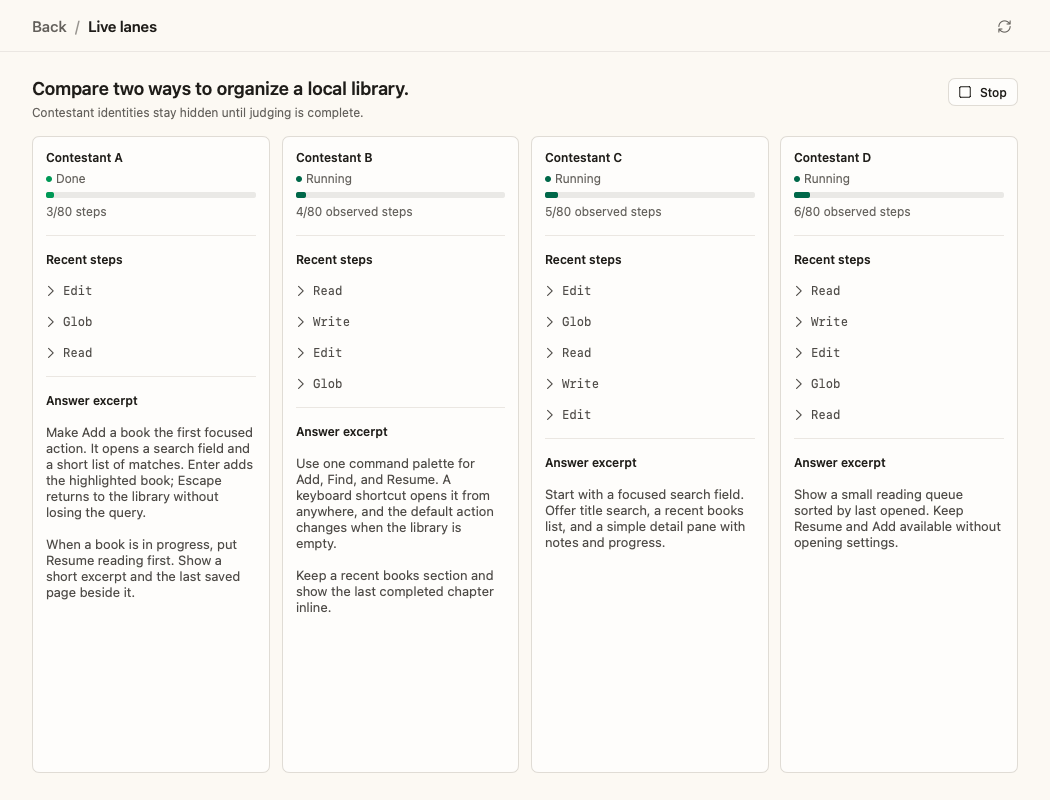 Back / Live lanes
Compare two ways to organize a local library.
Stop
Contestant identities stay hidden until judging is complete.
Contestant A
Done
3/80 steps
Recent steps
Edit
Glob
Read
Answer excerpt
Make Add a book the first focused
action. It opens a search field and
a short list of matches. Enter adds
the highlighted book; Escape
returns to the library without
losing the query.
When a book is in progress, put
Resume reading first. Show a
short excerpt and the last saved
page beside it.
Contestant B
Running
4/80 observed steps
Recent steps
Read
Write
Edit
Glob
Answer excerpt
Use one command palette for
Add, Find, and Resume. A
keyboard shortcut opens it from
anywhere, and the default action
changes when the library is
empty.
Keep a recent books section and
show the last completed chapter
inline.
Contestant C
Running
5/80 observed steps
Recent steps
Edit
Glob
Read
Write
Edit
Answer excerpt
Start with a focused search field.
Offer title search, a recent books
list, and a simple detail pane with
notes and progress.
Contestant D
Running
6/80 observed steps
Recent steps
Read
Write
Edit
Glob
Read
Answer excerpt
Show a small reading queue
sorted by last opened. Keep
Resume and Add available without
opening settings.